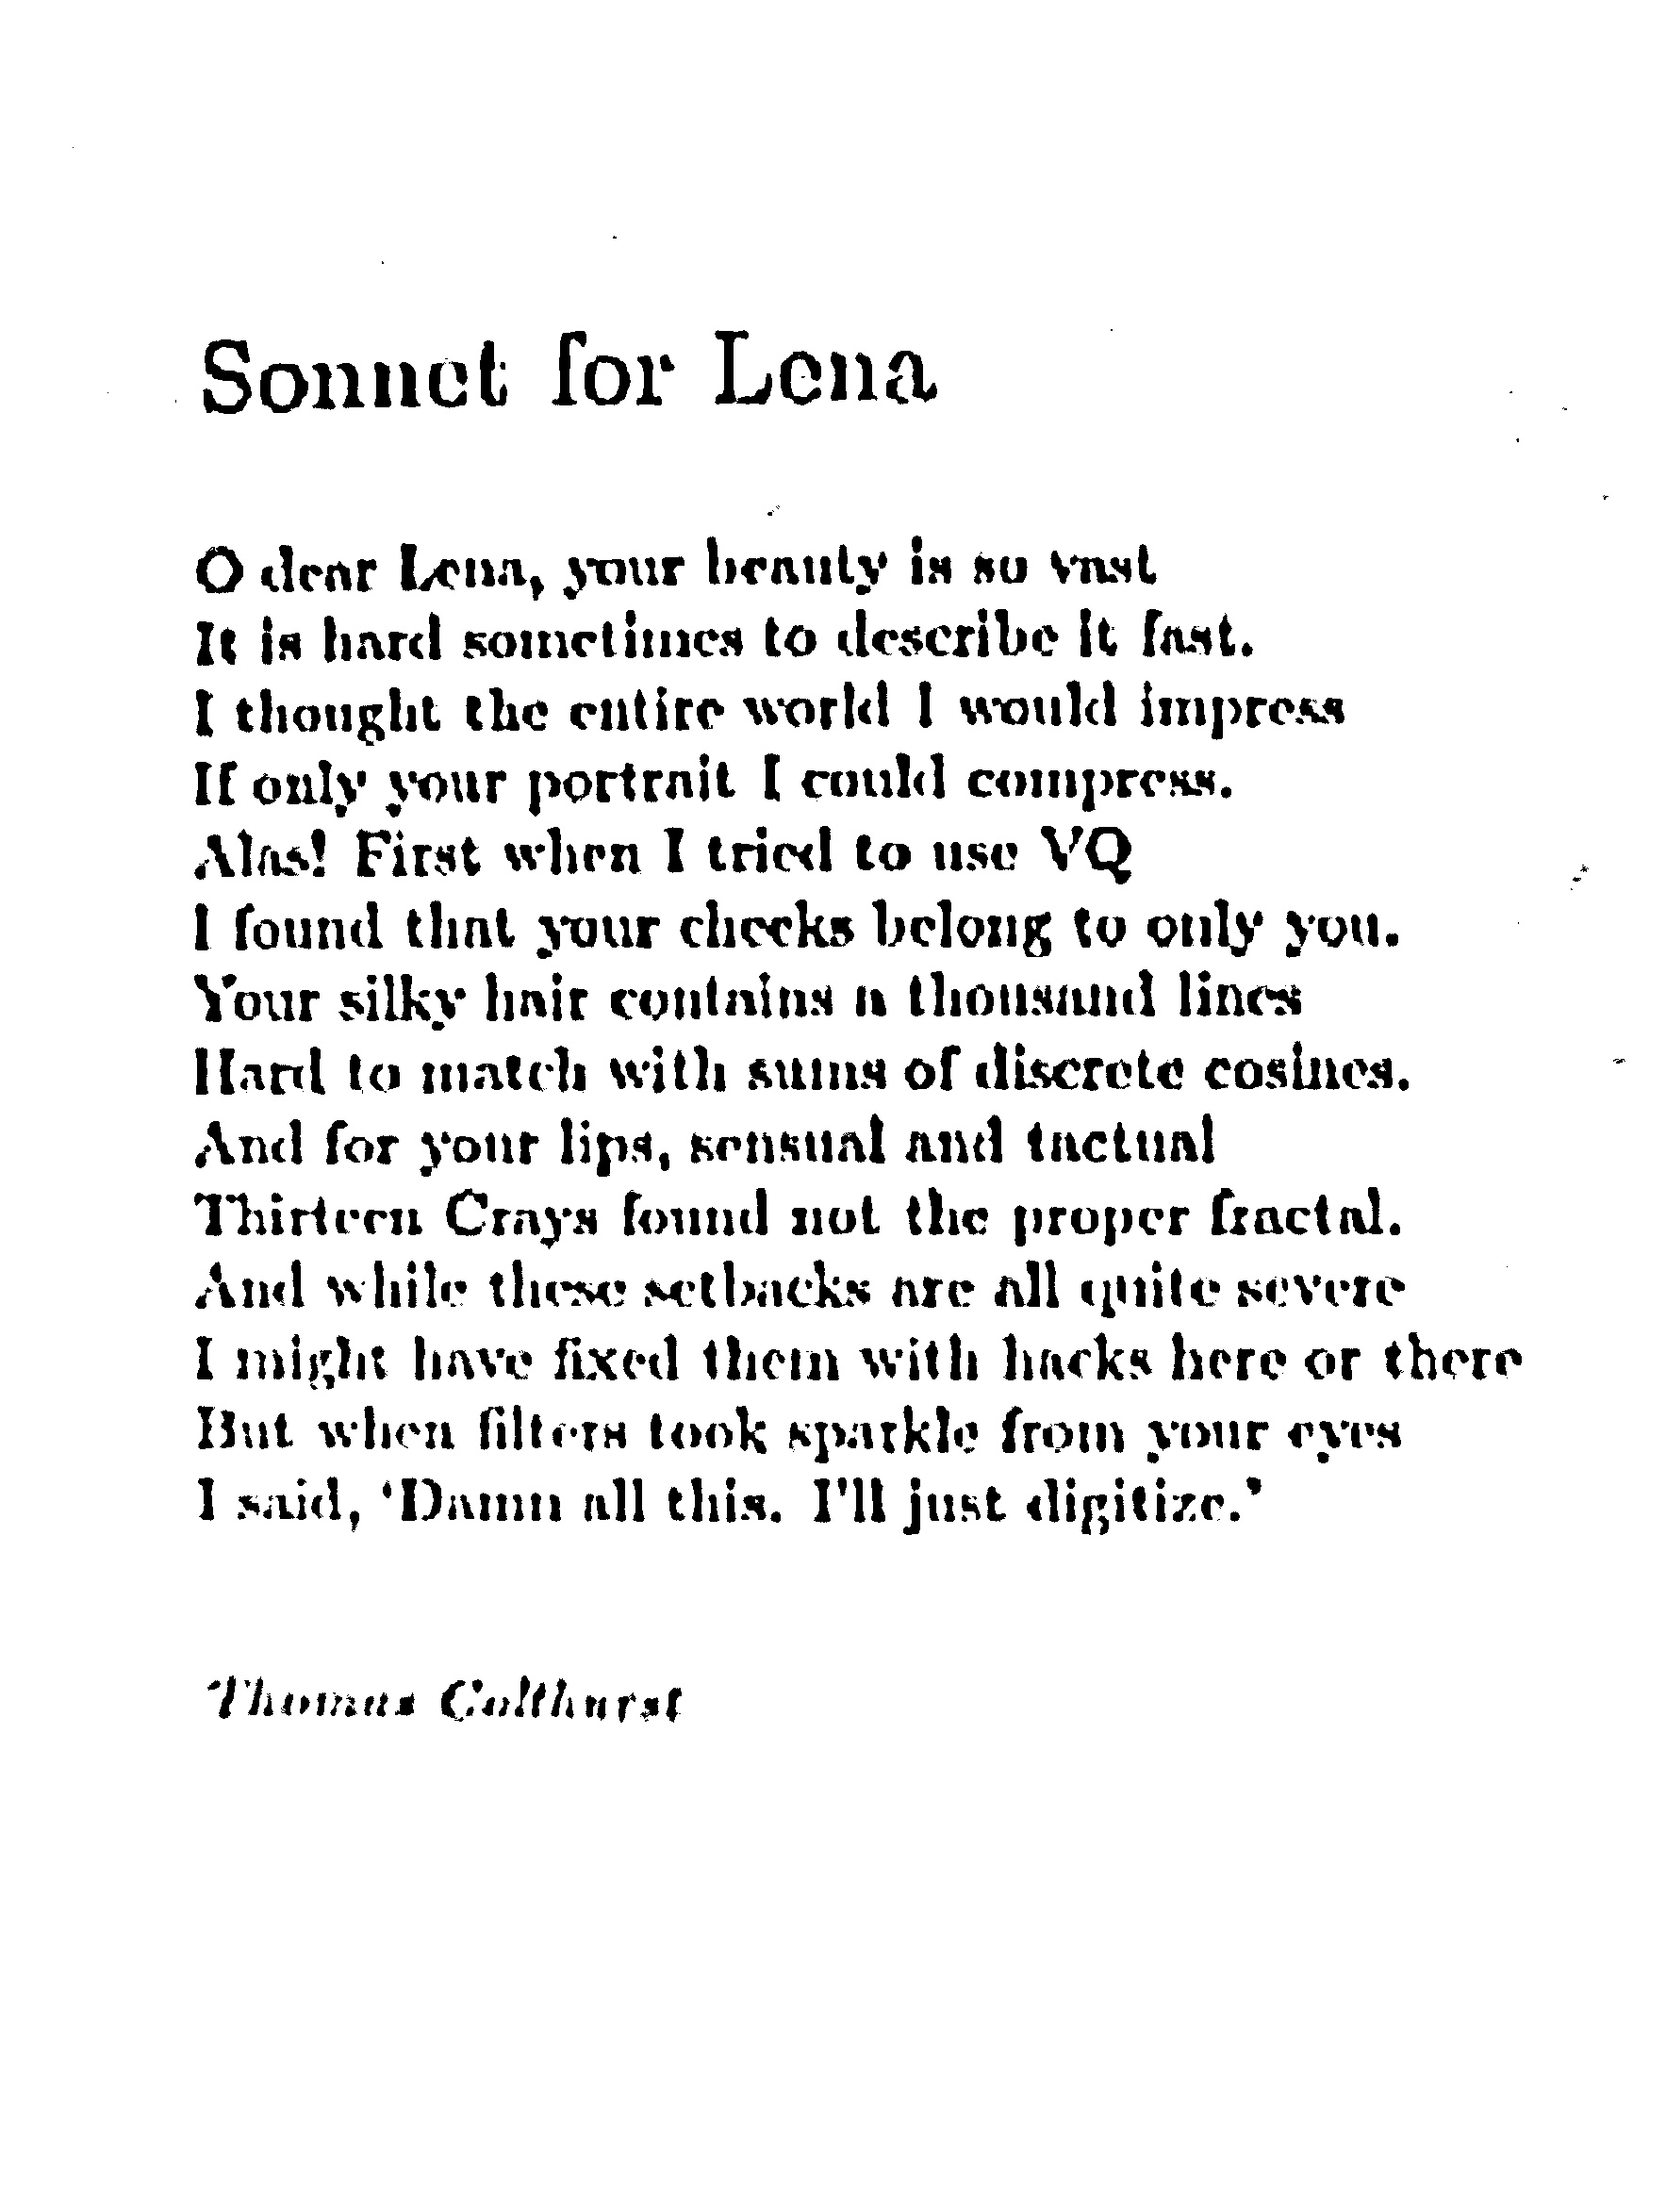 Sonnet for Lena
O dear Lena, your beauty is so vast
It is hard sometimes to describe it fast.
I thought the entire world I would impress
If only your portrait I could compress.
Alas! First when I tried to use VQ
I found that your cheeks belong to only you.
Your silky hair contains a thousand lines
Hard to match with sums of discrete cosines.
And for your lips, sensual and tactual
Thirteen Crays found not the proper fractal.
And while these setbacks are all quite severe
I might have fixed them with hacks here or there
But when filters took sparkle from your eyes
I said, 'Damn all this. I'll just digitize.'
Thomas Colthurst